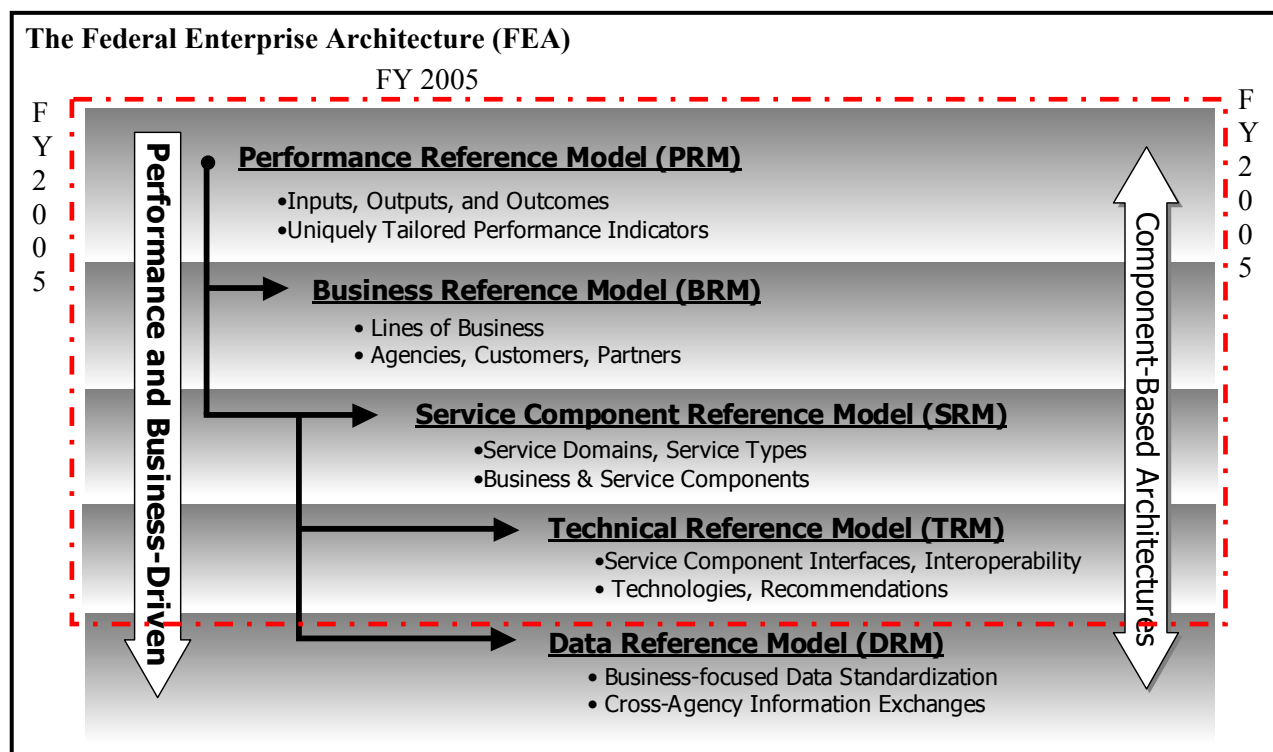 The Federal Enterprise Architecture (FEA)
FY 2005
F
Y
2
0
0
5
F
Y
2
0
0
5
Performance and Business-Driven
Performance Reference Model (PRM)
•Inputs, Outputs, and Outcomes
•Uniquely Tailored Performance Indicators
Business Reference Model (BRM)
• Lines of Business
• Agencies, Customers, Partners
Service Component Reference Model (SRM)
•Service Domains, Service Types
•Business & Service Components
Technical Reference Model (TRM)
•Service Component Interfaces, Interoperability
• Technologies, Recommendations
Data Reference Model (DRM)
• Business-focused Data Standardization
• Cross-Agency Information Exchanges
Component-Based Architectures